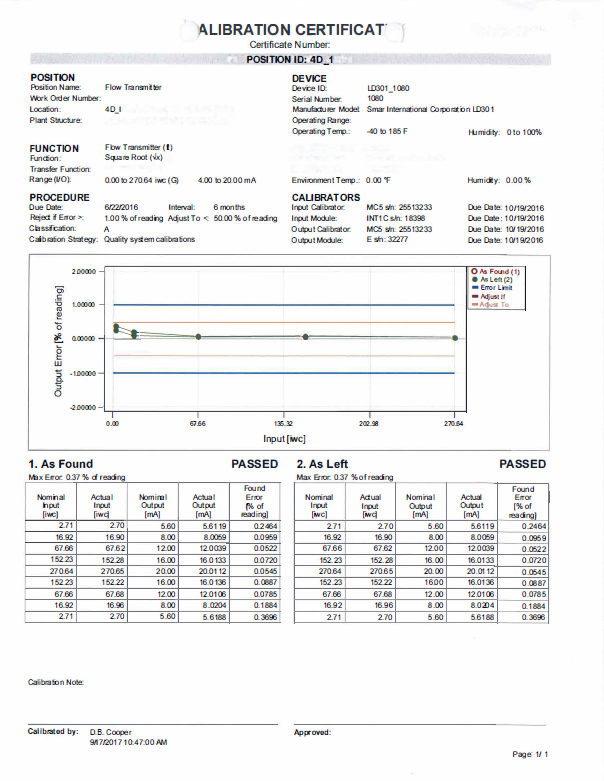 ALIBRATION CERTIFICAT
Certificate Number:
POSITION ID: 4D_1
POSITION
Position Name: Flow Transmitter
Work Order Number:
Location: 4D_I
Plant Structure:
DEVICE
Device ID: LD301_1080
Serial Number: 1080
Manufacturer Model: Smar International Corporation LD301
Operating Range:
Operating Temp.: -40 to 185 F Humidity: 0 to 100%
FUNCTION Flow Transmitter (fl)
Function: Square Root (√x)
Transfer Function:
Range (I/O): 0.00 to 270.64 iwc (G) 4.00 to 20.00 mA
Environment Temp.: 0.00 °F Humidity: 0.00 %
PROCEDURE
Due Date: 6/22/2016 Interval: 6 months
Reject if Error >: 1.00 % of reading Adjust To < 50.00 % of reading
Classification: A
Calibration Strategy: Quality system calibrations
CALIBRATORS
Input Calibrator: MC5 s/n: 25513233 Due Date: 10/19/2016
Input Module: INT1C s/n: 18398 Due Date: 10/19/2016
Output Calibrator: MC5 s/n: 25513233 Due Date: 10/19/2016
Output Module: E s/n: 32277 Due Date: 10/19/2016
Output Error [% of reading]
2.00000
1.00000
0.00000
-1.00000
-2.00000
0.00 67.66 135.32 202.98 270.64
Input [iwc]
As Found (1)
As Left (2)
Error Limit
Adjust If
Adjust To
1. As Found PASSED
Max Error: 0.37 % of reading
Nominal Input [iwc] Actual Input [iwc] Nominal Output [mA] Actual Output [mA] Found Error [% of reading]
2.71 2.70 5.60 5.6119 0.2464
16.92 16.90 8.00 8.0059 0.0959
67.66 67.62 12.00 12.0039 0.0522
152.23 152.28 16.00 16.0133 0.0720
270.64 270.65 20.00 20.0112 0.0545
152.23 152.22 16.00 16.0136 0.0887
67.66 67.68 12.00 12.0106 0.0785
16.92 16.96 8.00 8.0204 0.1884
2.71 2.70 5.60 5.6188 0.3696
2. As Left PASSED
Max Error: 0.37 % of reading
Nominal Input [iwc] Actual Input [iwc] Nominal Output [mA] Actual Output [mA] Found Error [% of reading]
2.71 2.70 5.60 5.6119 0.2464
16.92 16.90 8.00 8.0059 0.0959
67.66 67.62 12.00 12.0039 0.0522
152.23 152.28 16.00 16.0133 0.0720
270.64 270.65 20.00 20.0112 0.0545
152.23 152.22 16.00 16.0136 0.0887
67.66 67.68 12.00 12.0106 0.0785
16.92 16.96 8.00 8.0204 0.1884
2.71 2.70 5.60 5.6188 0.3696
Calibration Note:
Calibrated by: D.B. Cooper
9/17/2017 10:47:00 AM
Approved:
Page: 1/ 1